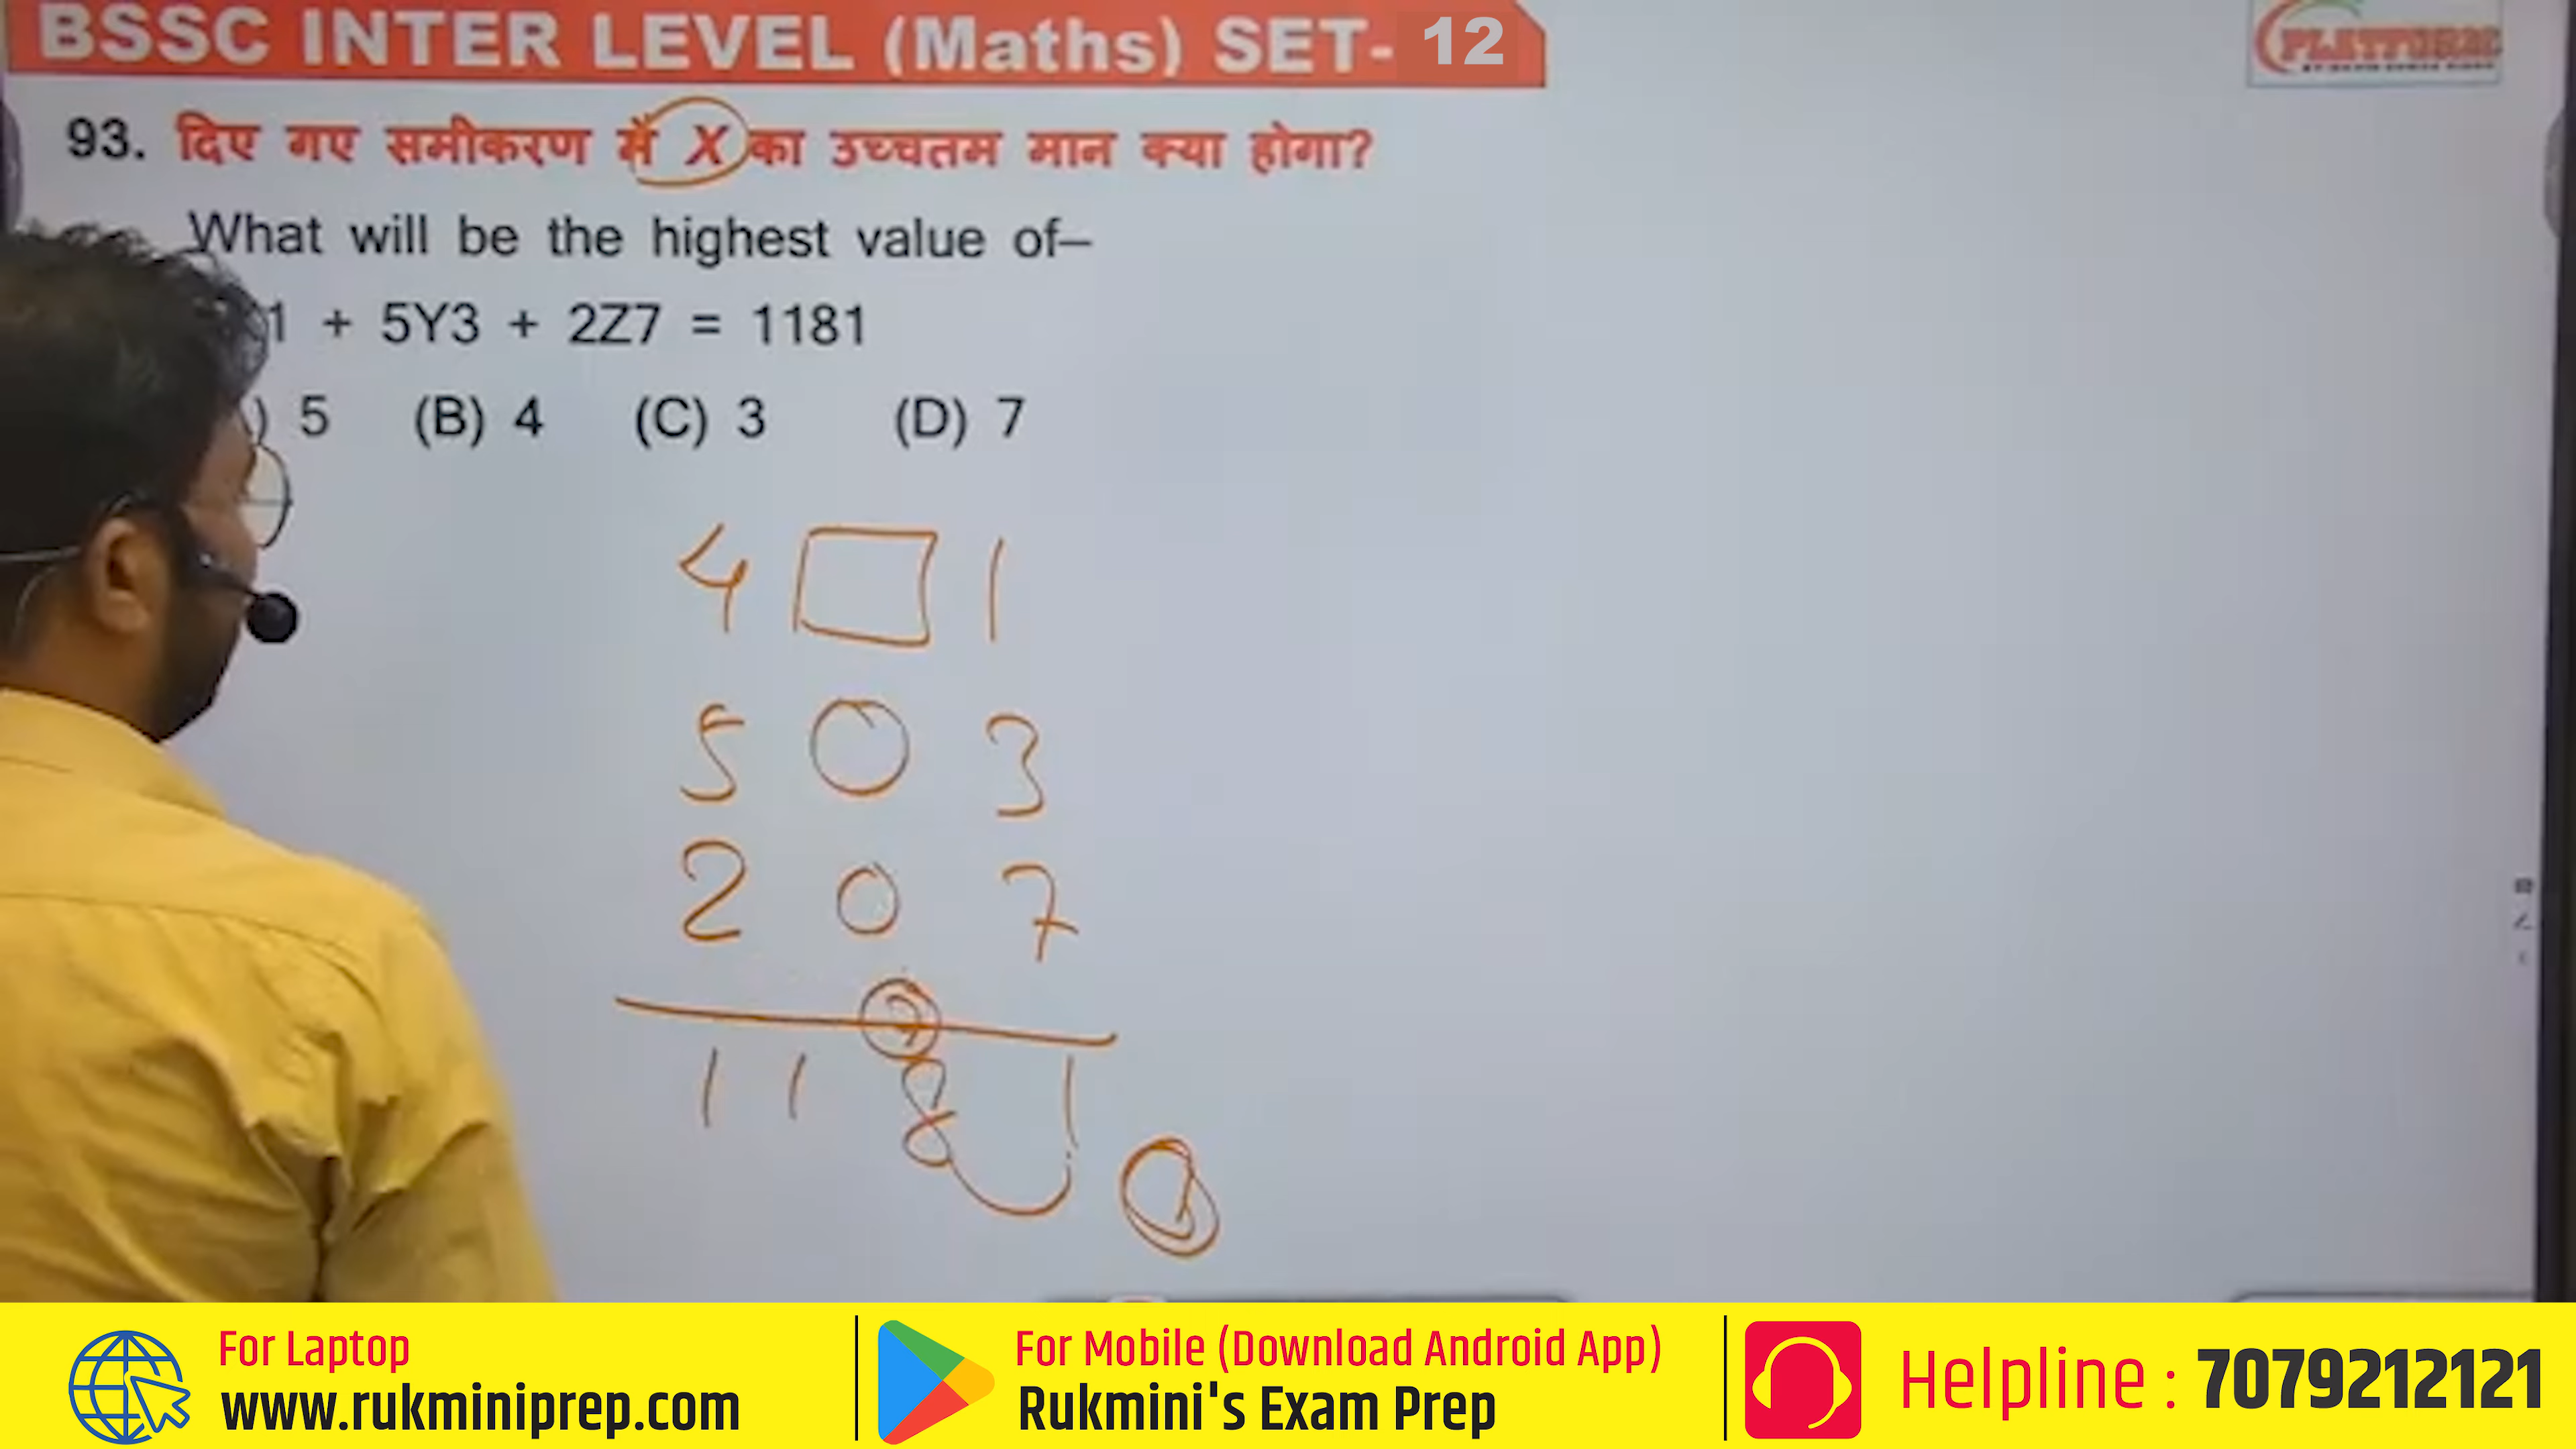 BSSC INTER LEVEL (Maths) SET- 12
93. दिए गए समीकरण में X का उच्चतम मान क्या होगा?
What will be the highest value of–
1 + 5Y3 + 2Z7 = 1181
) 5 (B) 4 (C) 3 (D) 7
4 1
5 3
2 0 7
1 1 8 1
For Laptop
www.rukminiprep.com
For Mobile (Download Android App)
Rukmini's Exam Prep
Helpline : 7079212121